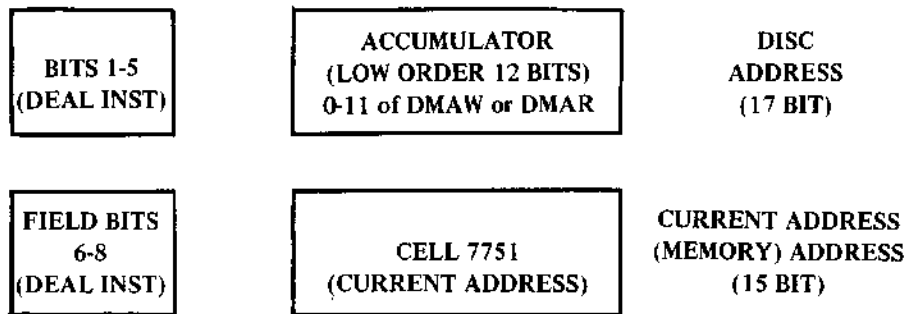 BITS 1-5
(DEAL INST)
ACCUMULATOR
(LOW ORDER 12 BITS)
0-11 of DMAW or DMAR
DISC
ADDRESS
(17 BIT)
FIELD BITS
6-8
(DEAL INST)
CELL 7751
(CURRENT ADDRESS)
CURRENT ADDRESS
(MEMORY) ADDRESS
(15 BIT)